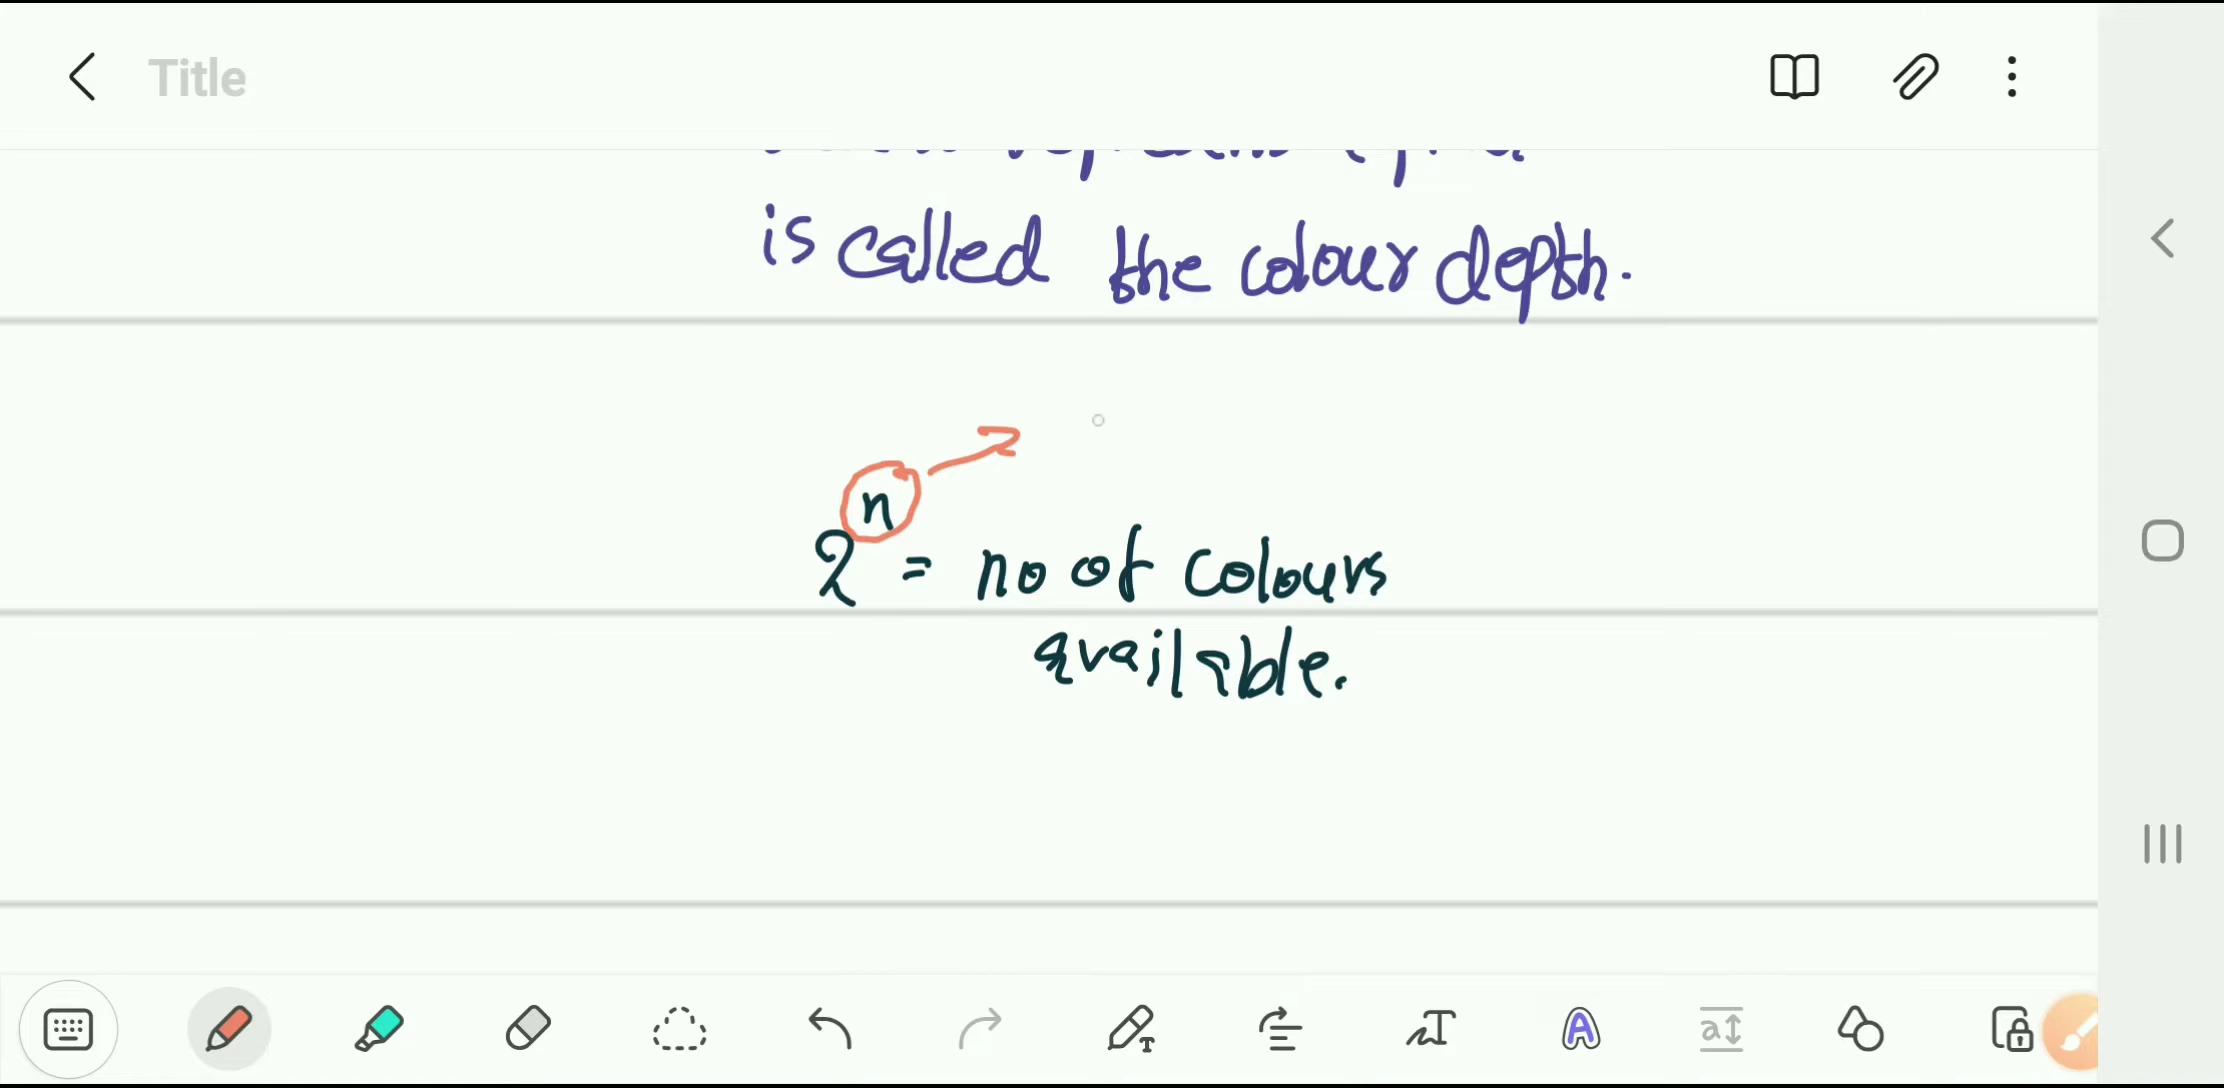 Title
is called the colour depth.
n
2 = no of colours
available.